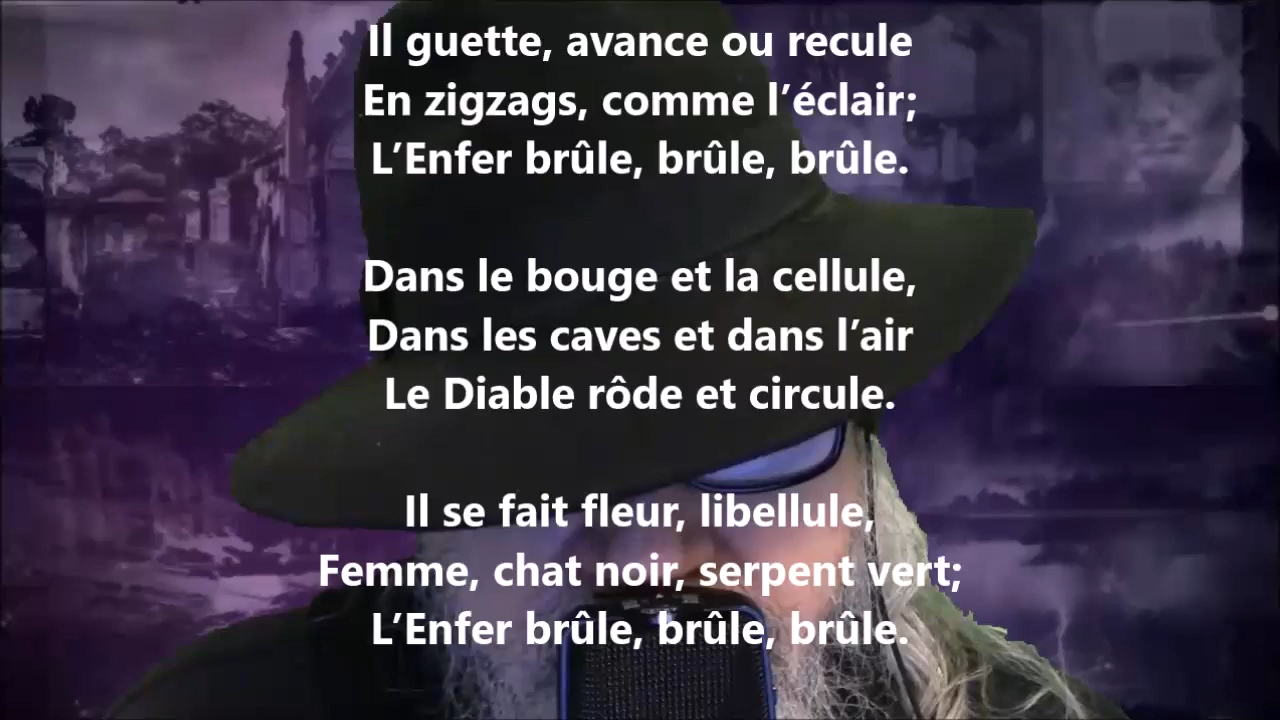 Il guette, avance ou recule
En zigzags, comme l’éclair;
L’Enfer brûle, brûle, brûle.
Dans le bouge et la cellule,
Dans les caves et dans l’air
Le Diable rôde et circule.
Il se fait fleur, libellule,
Femme, chat noir, serpent vert;
L’Enfer brûle, brûle, brûle.